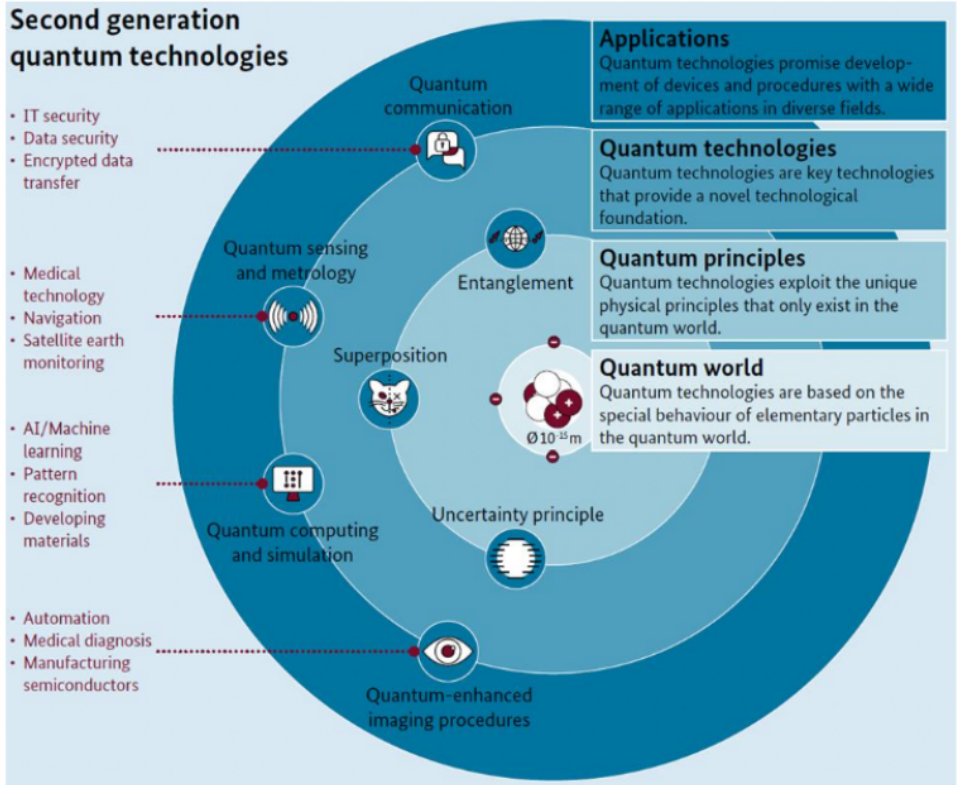 Second generation
quantum technologies
• IT security
• Data security
• Encrypted data
transfer
• Medical
technology
• Navigation
• Satellite earth
monitoring
• AI/Machine
learning
• Pattern
recognition
• Developing
materials
• Automation
• Medical diagnosis
• Manufacturing
semiconductors
Quantum
communication
Quantum sensing
and metrology
Quantum computing
and simulation
Quantum-enhanced
imaging procedures
Entanglement
Superposition
Uncertainty principle
Ø 10⁻¹⁵ m
Applications
Quantum technologies promise develop-
ment of devices and procedures with a wide
range of applications in diverse fields.
Quantum technologies
Quantum technologies are key technologies
that provide a novel technological
foundation.
Quantum principles
Quantum technologies exploit the unique
physical principles that only exist in the
quantum world.
Quantum world
Quantum technologies are based on the
special behaviour of elementary particles in
the quantum world.